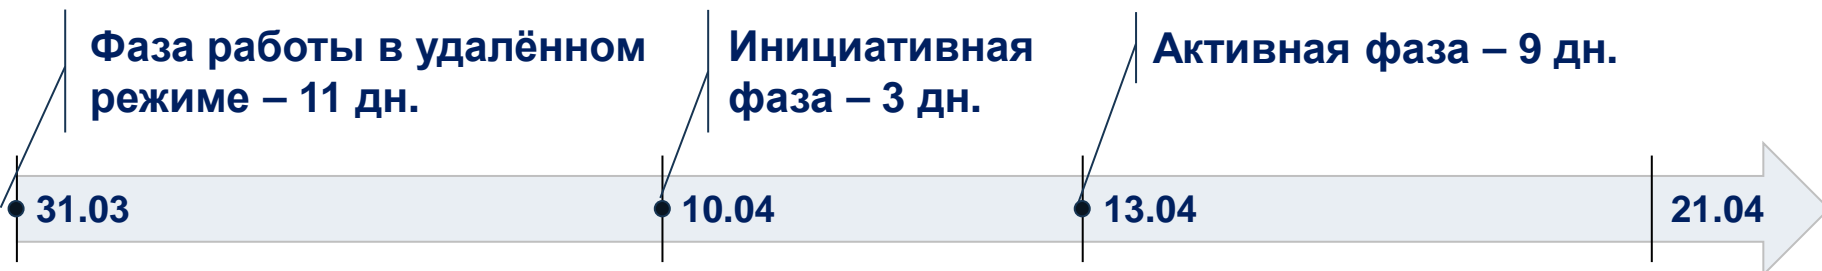 Фаза работы в удалённом
режиме – 11 дн.
Инициативная
фаза – 3 дн.
Активная фаза – 9 дн.
31.03
10.04
13.04
21.04